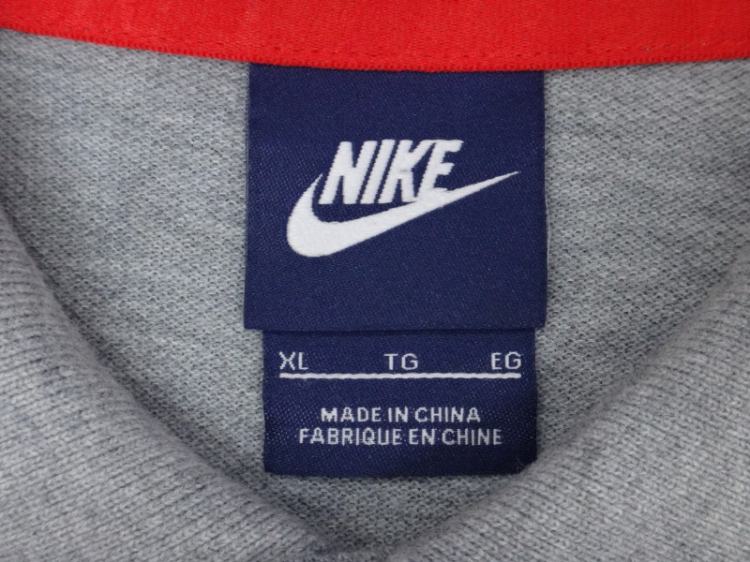 NIKE
XL TG EG
MADE IN CHINA
FABRIQUE EN CHINE